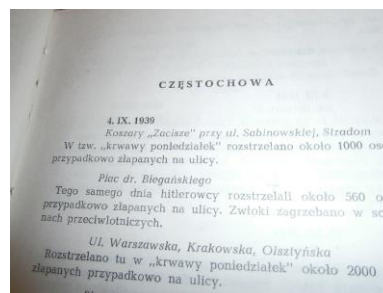 CZĘSTOCHOWA
4. IX. 1939
Koszary „Zacisze" przy ul. Sabinowskiej, Stradom
W tzw. „krwawy poniedziałek" rozstrzelano około 1000 os
przypadkowo złapanych na ulicy.
Plac dr. Biegańskiego
Tego samego dnia hitlerowcy rozstrzelali około 560 o
przypadkowo złapanych na ulicy. Zwłoki zagrzebano w sc
nach przeciwlotniczych.
Ul. Warszawska, Krakowska, Olsztyńska
Rozstrzelano tu w „krwawy poniedziałek" około 2000
złapanych przypadkowo na ulicy.